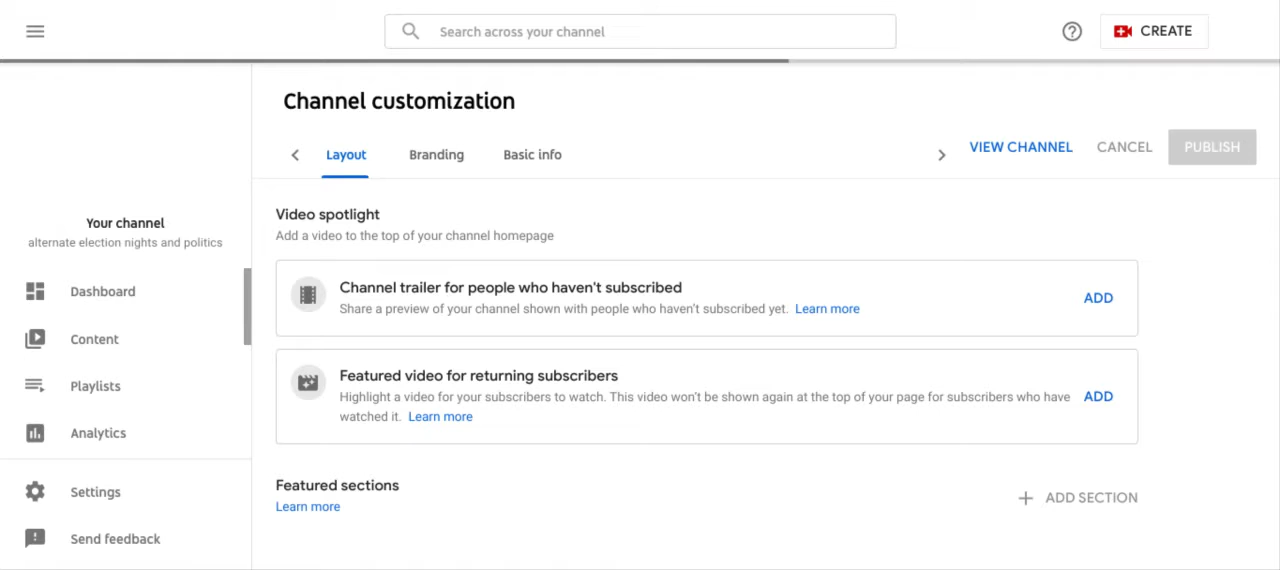 Search across your channel
CREATE
Channel customization
Layout
Branding
Basic info
VIEW CHANNEL
CANCEL
PUBLISH
Your channel
alternate election nights and politics
Dashboard
Content
Playlists
Analytics
Settings
Send feedback
Video spotlight
Add a video to the top of your channel homepage
Channel trailer for people who haven't subscribed
Share a preview of your channel shown with people who haven't subscribed yet. Learn more
ADD
Featured video for returning subscribers
Highlight a video for your subscribers to watch. This video won't be shown again at the top of your page for subscribers who have
watched it. Learn more
ADD
Featured sections
Learn more
ADD SECTION